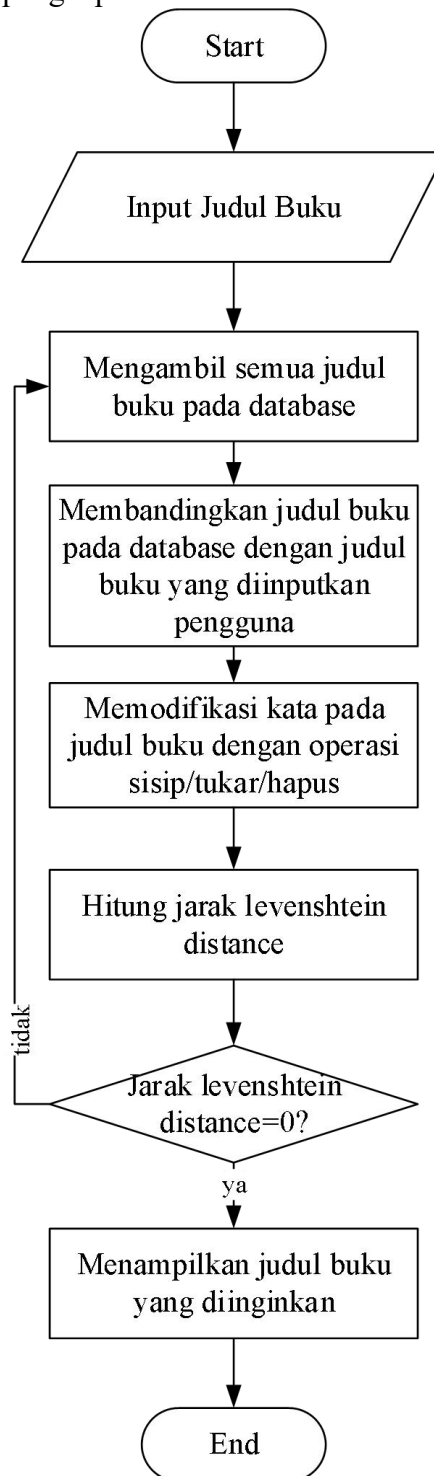 Start
Input Judul Buku
Mengambil semua judul
buku pada database
Membandingkan judul buku
pada database dengan judul
buku yang diinputkan
pengguna
Memodifikasi kata pada
judul buku dengan operasi
sisip/tukar/hapus
Hitung jarak levenshtein
distance
tidak
Jarak levenshtein
distance=0?
ya
Menampilkan judul buku
yang diinginkan
End